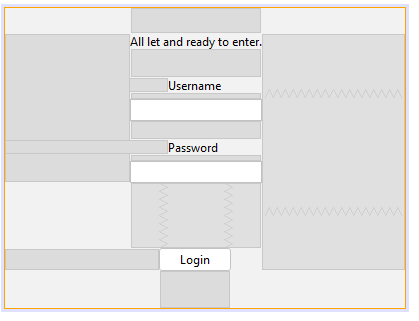 All let and ready to enter.
Username
Password
Login